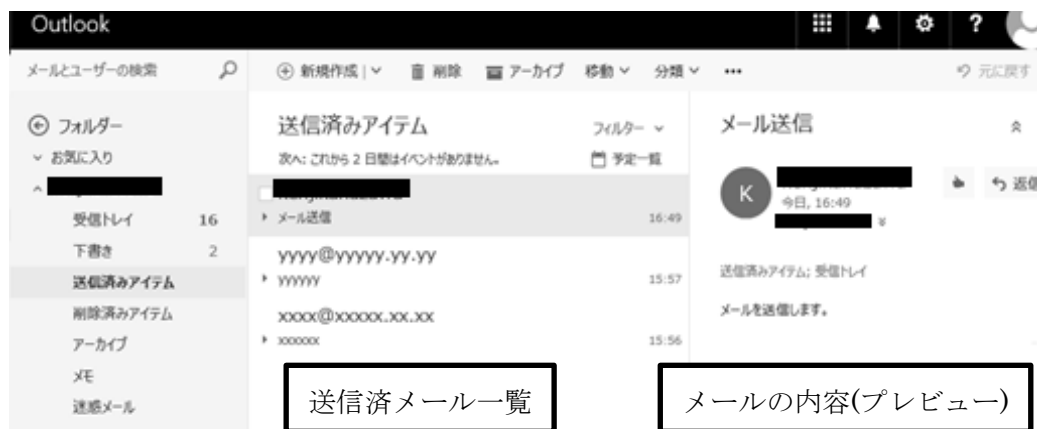 Outlook
?
メールとユーザーの検索
新規作成 | 削除 アーカイブ 移動 分類 ••• 元に戻す
フォルダー
お気に入り
受信トレイ 16
下書き 2
送信済みアイテム
削除済みアイテム
アーカイブ
メモ
迷惑メール
送信済みアイテム フィルター
次へ: これから 2 日間はイベントがありません。 予定一覧
メール送信 16:49
yyyy@yyyyy.yy.yy
yyyyyy 15:57
xxxx@xxxxx.xx.xx
xxxxxx 15:56
送信済メール一覧
メール送信
K
返信
今日, 16:49
送信済みアイテム; 受信トレイ
メールを送信します。
メールの内容(プレビュー)